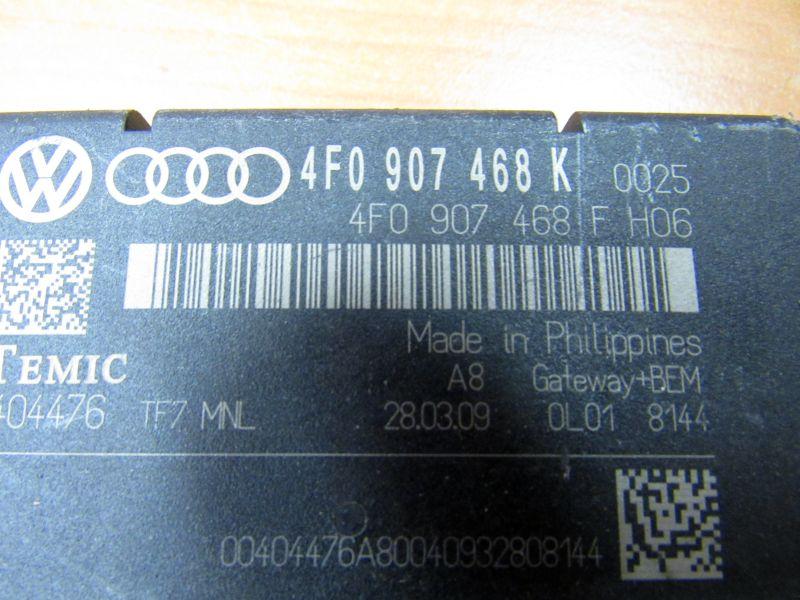 4F0 907 468 K 0025
4F0 907 468 F H06
Made in Philippines
TEMIC
A8 Gateway+BEM
404476 TF7 MNL 28.03.09 0L01 8144
00404476A80040932808144